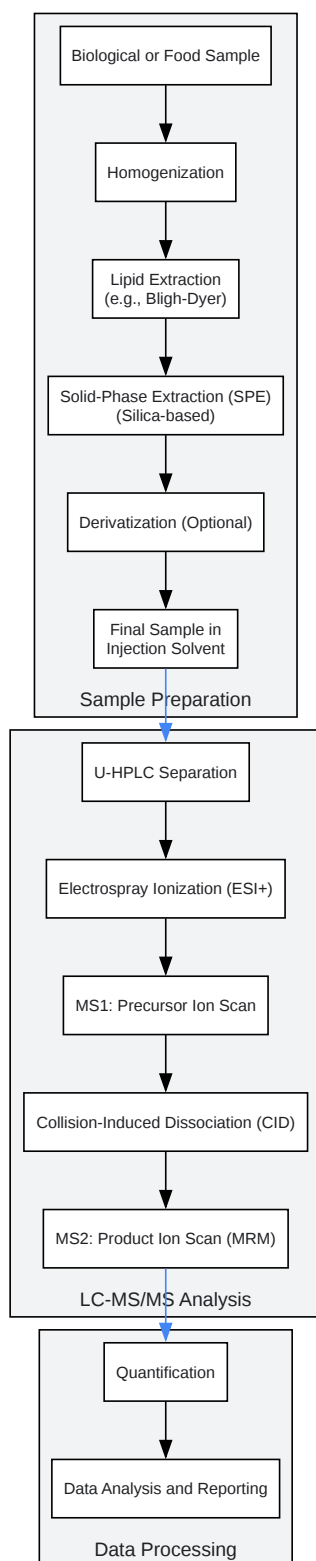 Biological or Food Sample
Homogenization
Lipid Extraction
(e.g., Bligh-Dyer)
Solid-Phase Extraction (SPE)
(Silica-based)
Derivatization (Optional)
Final Sample in
Injection Solvent
Sample Preparation
U-HPLC Separation
Electrospray Ionization (ESI+)
MS1: Precursor Ion Scan
Collision-Induced Dissociation (CID)
MS2: Product Ion Scan (MRM)
LC-MS/MS Analysis
Quantification
Data Analysis and Reporting
Data Processing